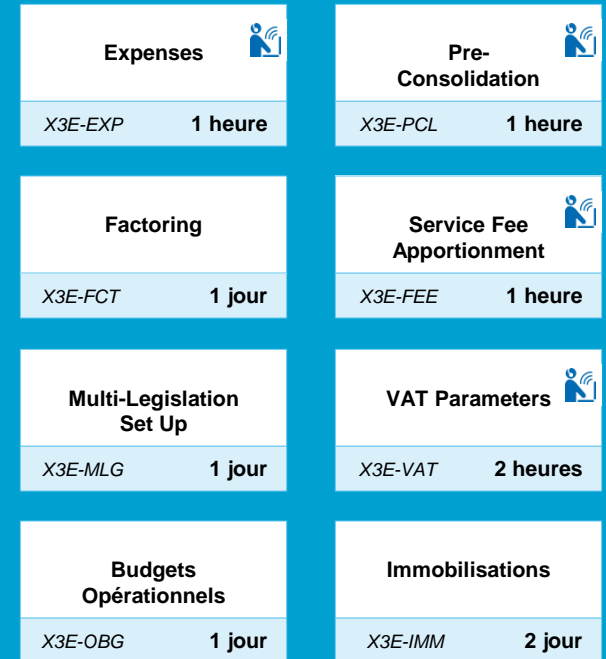 Expenses
X3E-EXP 1 heure
Pre-
Consolidation
X3E-PCL 1 heure
Factoring
X3E-FCT 1 jour
Service Fee
Apportionment
X3E-FEE 1 heure
Multi-Legislation
Set Up
X3E-MLG 1 jour
VAT Parameters
X3E-VAT 2 heures
Budgets
Opérationnels
X3E-OBG 1 jour
Immobilisations
X3E-IMM 2 jour